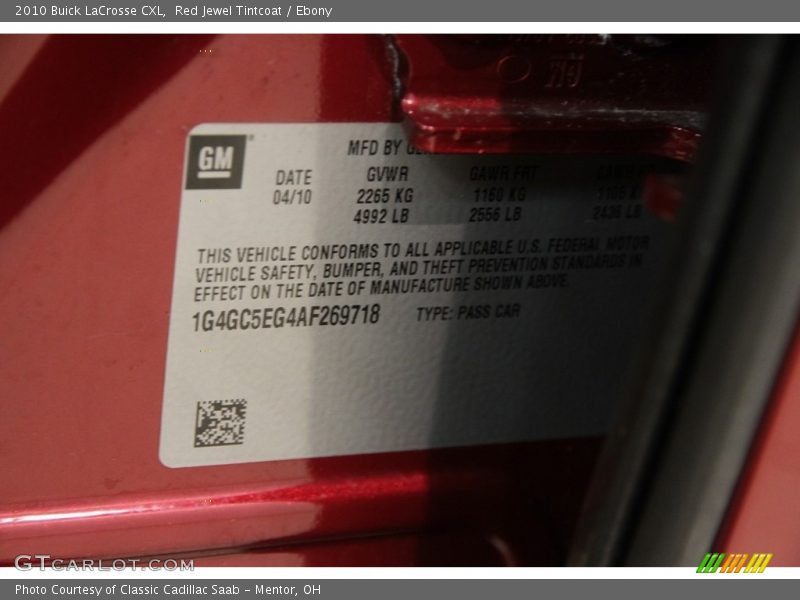 2010 Buick LaCrosse CXL, Red Jewel Tintcoat / Ebony
GM
MFD BY
DATE GVWR GAWR FRT
04/10 2265 KG 1160 KG
4992 LB 2556 LB
THIS VEHICLE CONFORMS TO ALL APPLICABLE U.S. FEDERAL MOTOR
VEHICLE SAFETY, BUMPER, AND THEFT PREVENTION STANDARDS IN
EFFECT ON THE DATE OF MANUFACTURE SHOWN ABOVE.
1G4GC5EG4AF269718 TYPE: PASS CAR
GTCARLOT.COM
Photo Courtesy of Classic Cadillac Saab - Mentor, OH